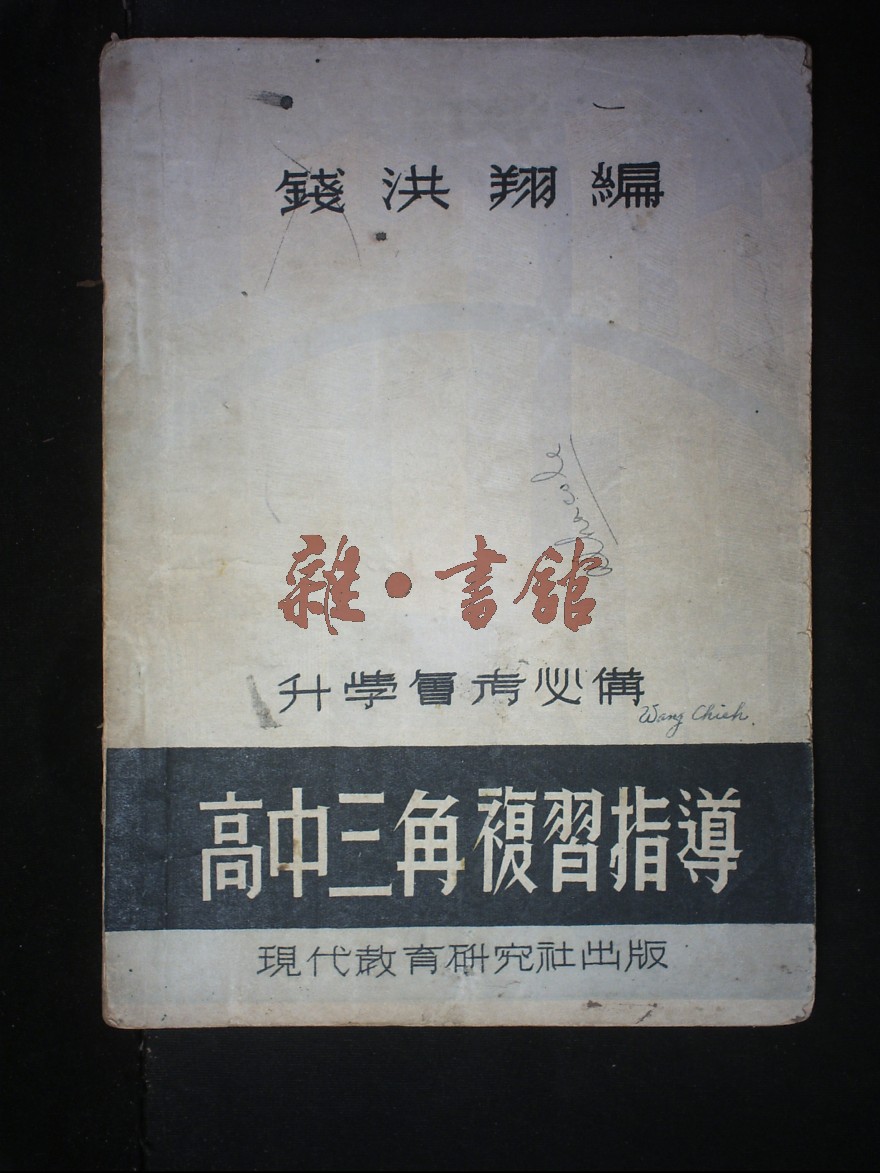 錢洪翔編
雜·書館
升學會考必備
Wang Chieh.
高中三角複習指導
現代教育研究社出版